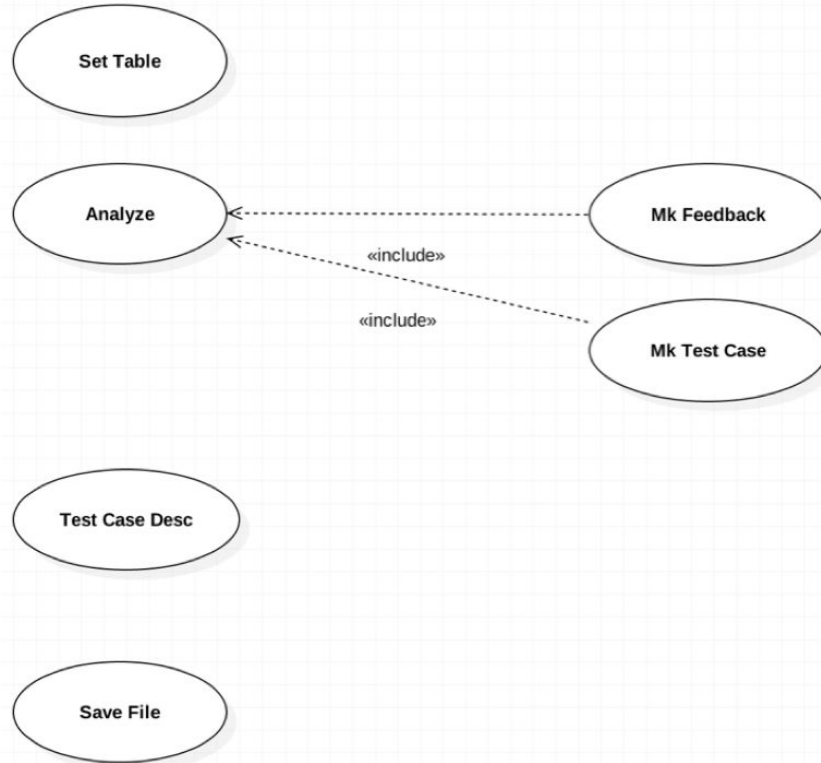 Set Table
Analyze
Mk Feedback
«include»
«include»
Mk Test Case
Test Case Desc
Save File